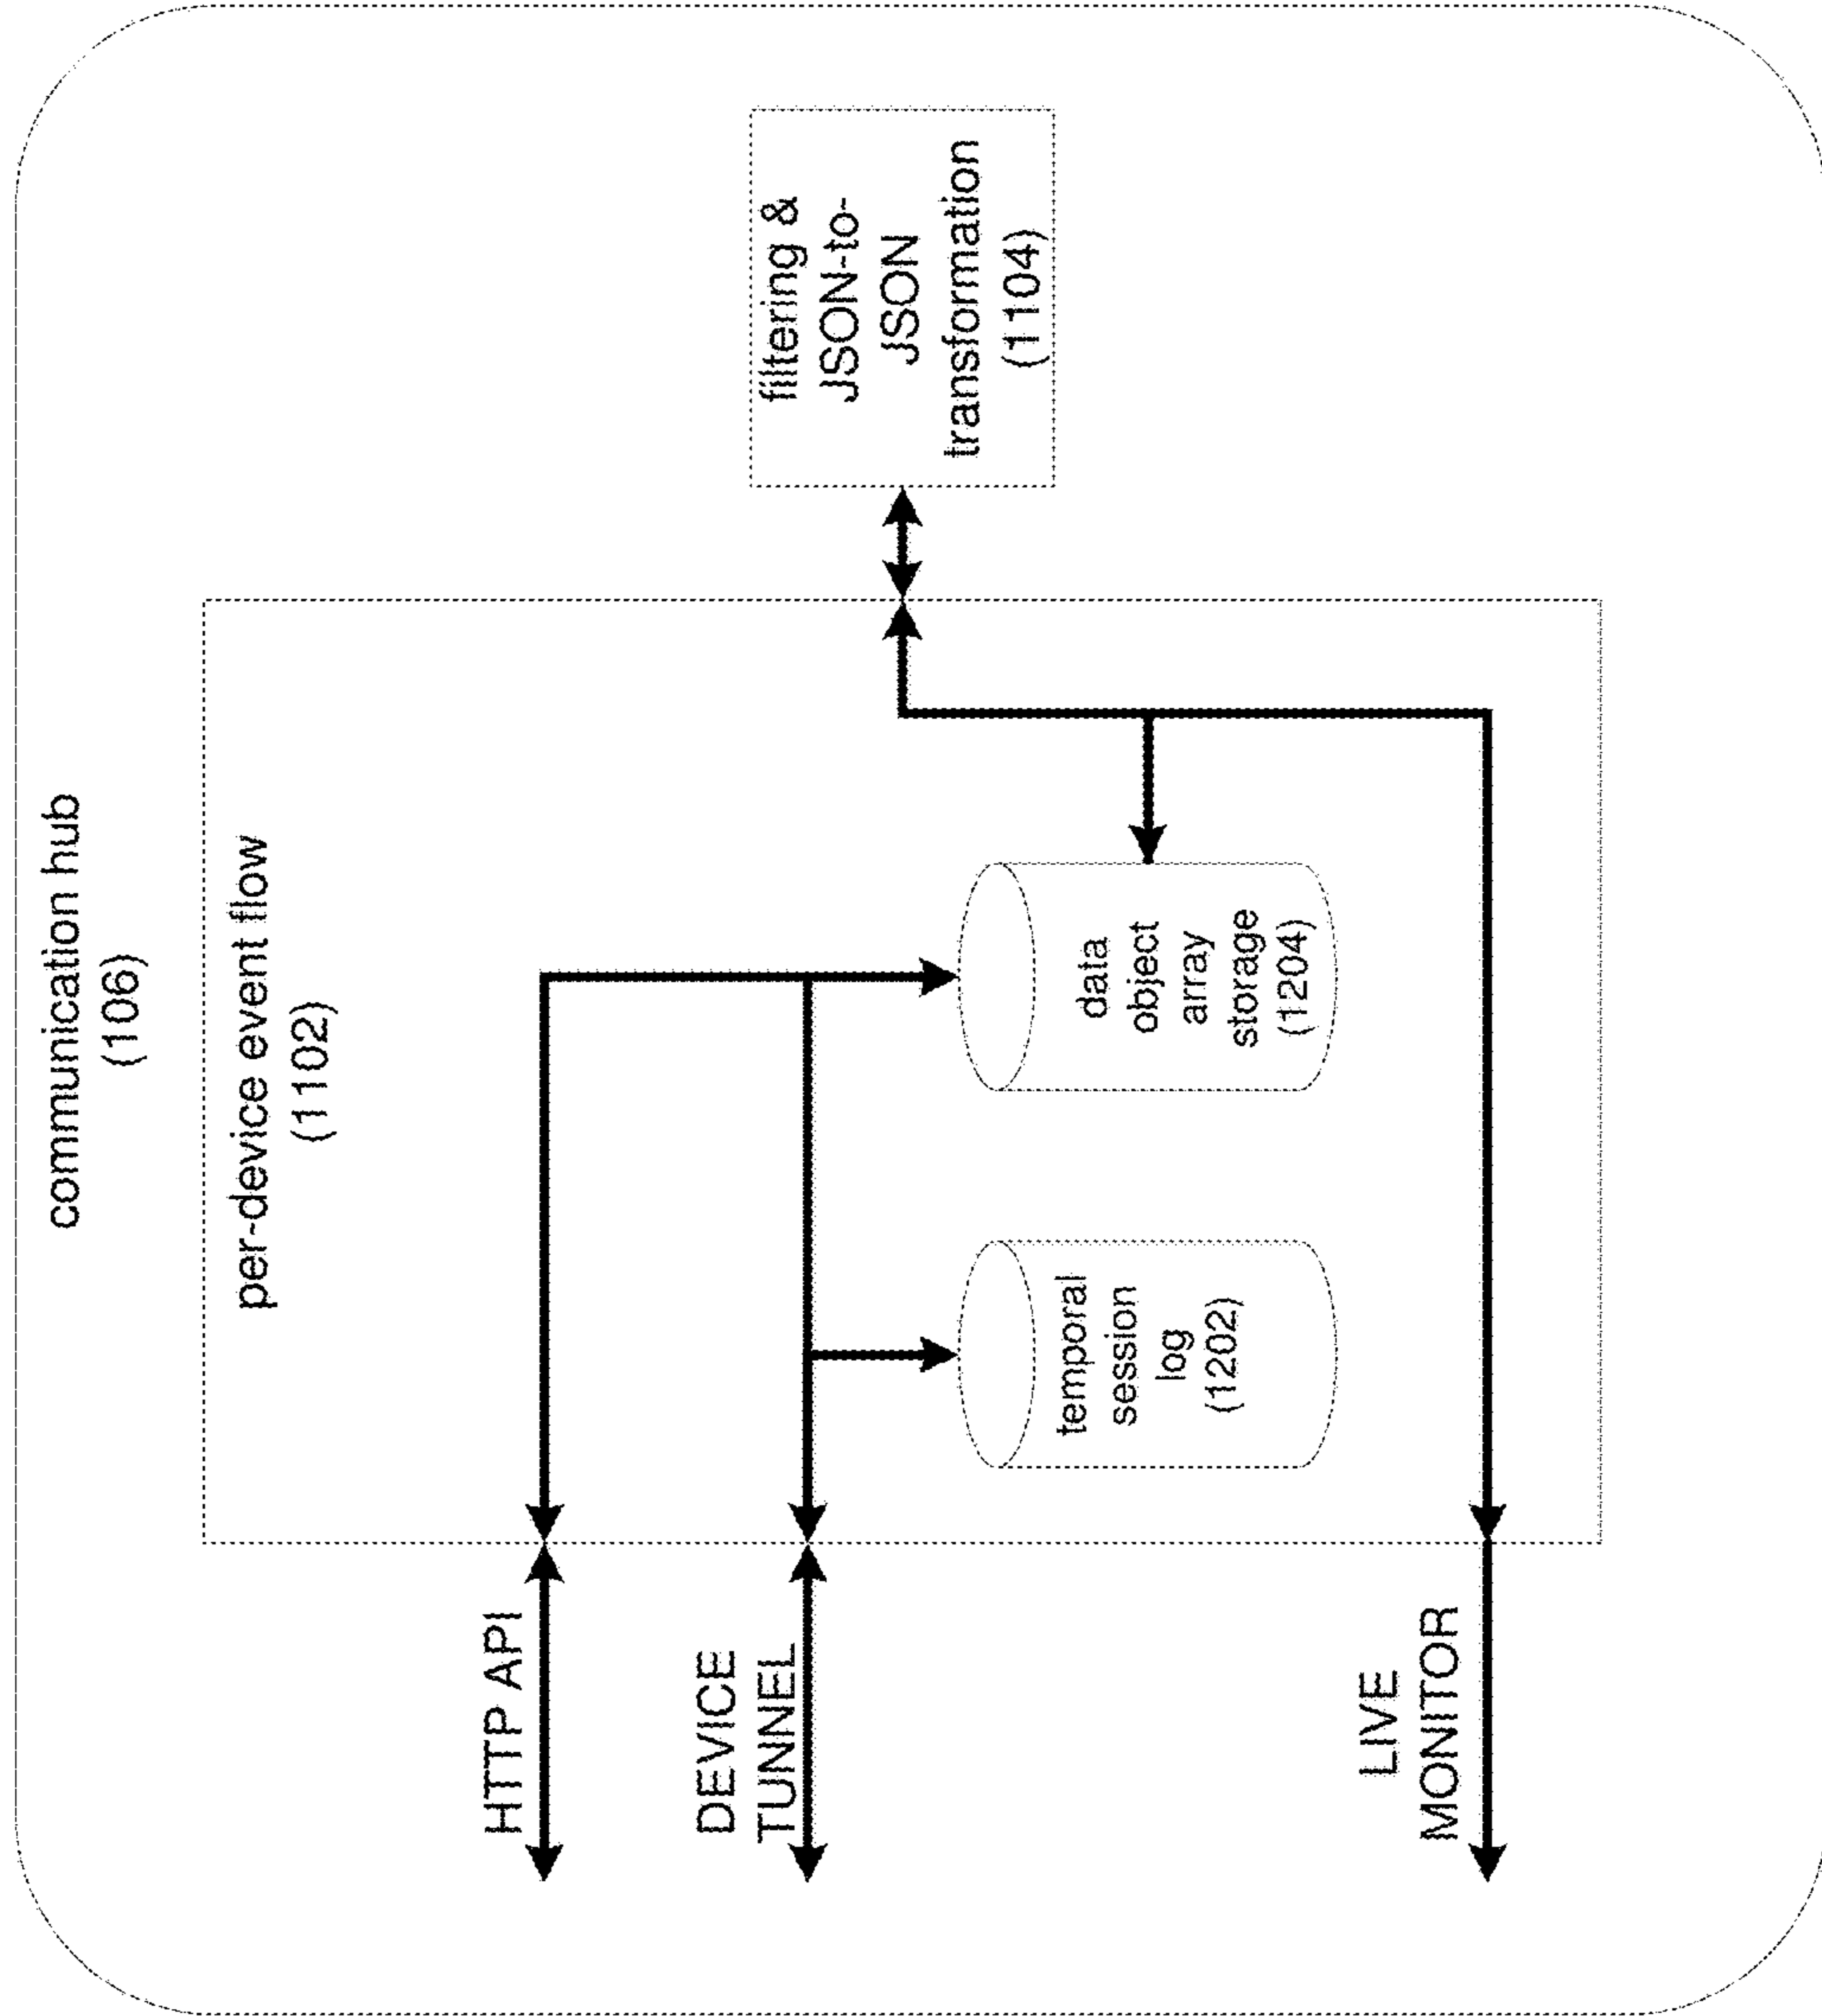 communication hub
(106)
per-device event flow
(1102)
HTTP API
DEVICE
TUNNEL
LIVE
MONITOR
temporal
session
log
(1202)
data
object
array
storage
(1204)
filtering &
JSON-to-
JSON
transformation
(1104)